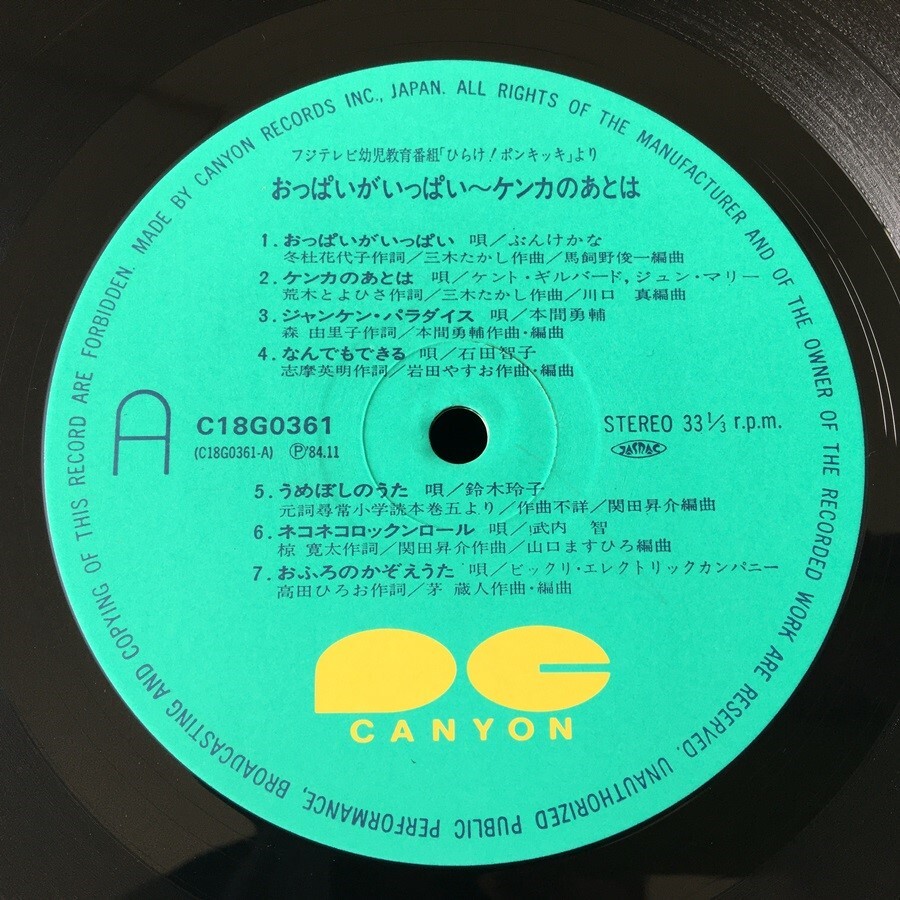 MADE BY CANYON RECORDS INC., JAPAN. ALL RIGHTS OF THE MANUFACTURER AND OF THE OWNER OF THE RECORDED WORK ARE RESERVED. UNAUTHORIZED PUBLIC PERFORMANCE, BROADCASTING AND COPYING OF THIS RECORD ARE FORBIDDEN.
フジテレビ幼児教育番組「ひらけ!ポンキッキ」より
おっぱいがいっぱい〜ケンカのあとは
1. おっぱいがいっぱい 唄/ぶんけかな
冬杜花代子作詞/三木たかし作曲/馬飼野俊一編曲
2. ケンカのあとは 唄/ケント・ギルバード, ジュン・マリー
荒木とよひさ作詞/三木たかし作曲/川口 真編曲
3. ジャンケン・パラダイス 唄/本間勇輔
森 由里子作詞/本間勇輔作曲・編曲
4. なんでもできる 唄/石田智子
志摩英明作詞/岩田やすお作曲・編曲
A
C18G0361
STEREO 33 1/3 r.p.m.
(C18G0361-A) Ⓟ'84.11
JASRAC
5. うめぼしのうた 唄/鈴木玲子
元詞尋常小学読本巻五より/作曲不詳/関田昇介編曲
6. ネコネコロックンロール 唄/武内 智
椋 寛太作詞/関田昇介作曲/山口ますひろ編曲
7. おふろのかぞえうた 唄/ビックリ・エレクトリックカンパニー
高田ひろお作詞/茅 蔵人作曲・編曲
PC
CANYON